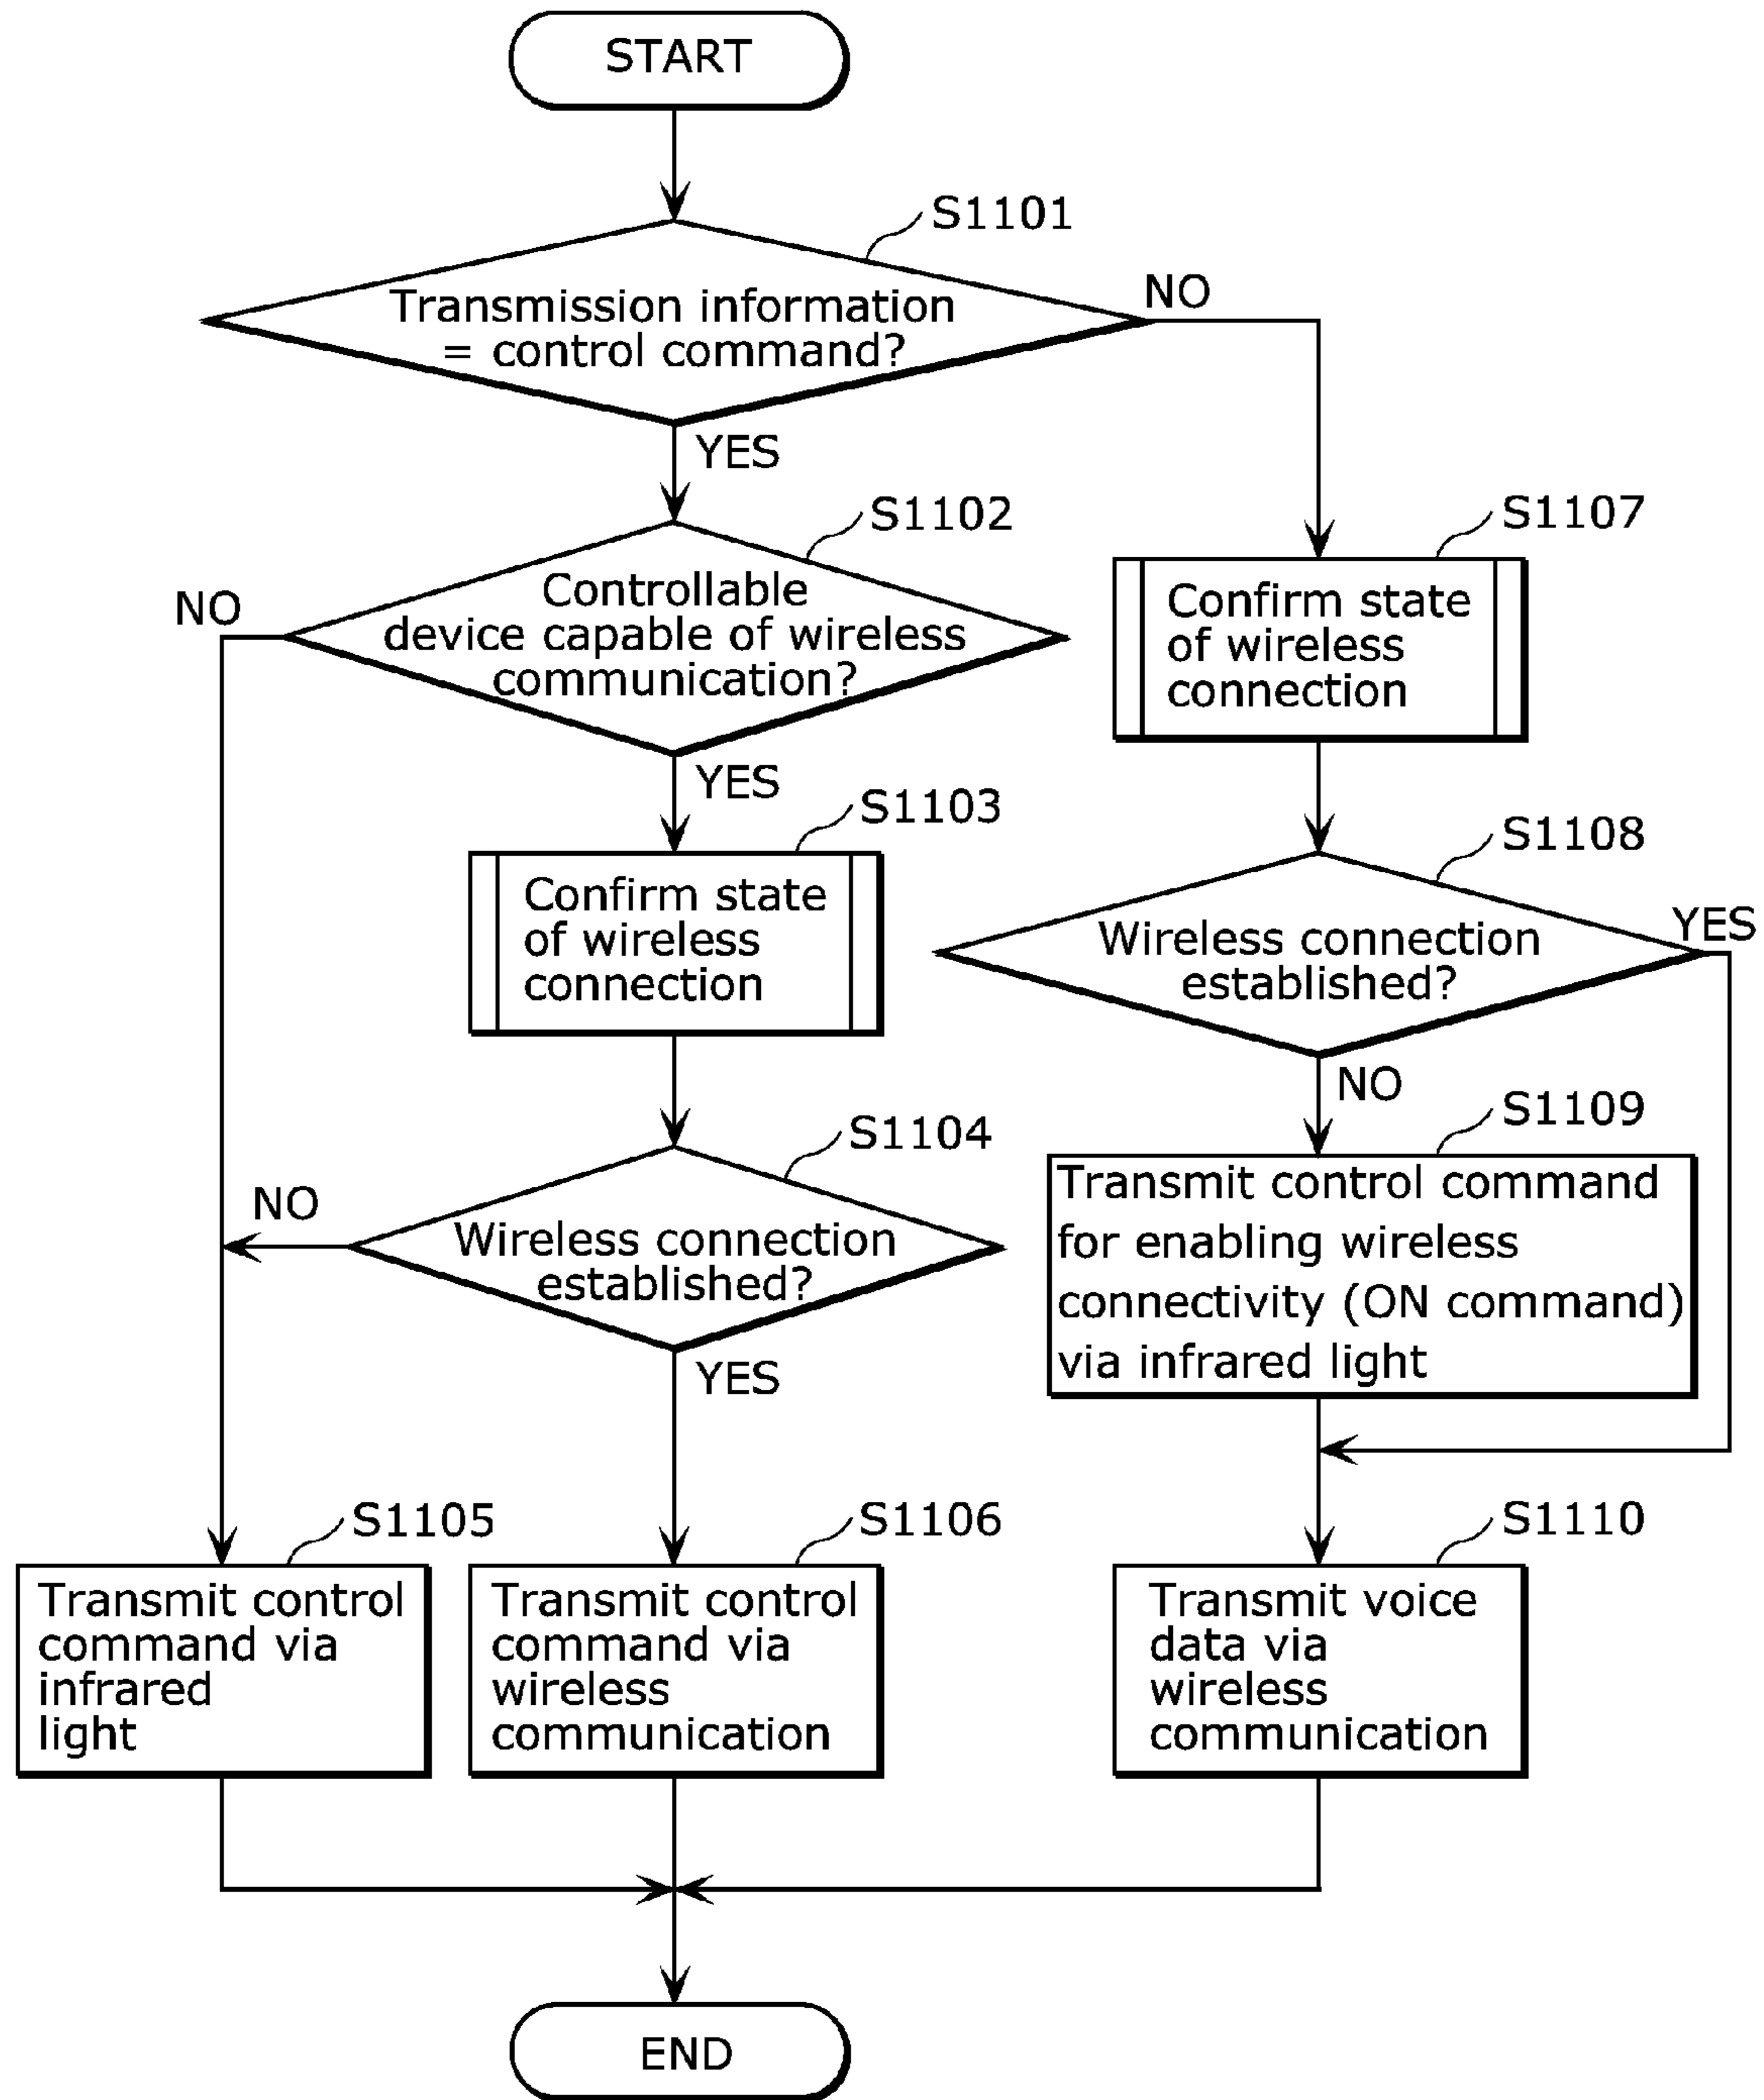 START
S1101
Transmission information
= control command?
NO
YES
S1102
Controllable
device capable of wireless
communication?
NO
YES
S1103
Confirm state
of wireless
connection
S1104
Wireless connection
established?
NO
YES
S1105
Transmit control
command via
infrared
light
S1106
Transmit control
command via
wireless
communication
S1107
Confirm state
of wireless
connection
S1108
Wireless connection
established?
YES
NO
S1109
Transmit control command
for enabling wireless
connectivity (ON command)
via infrared light
S1110
Transmit voice
data via
wireless
communication
END